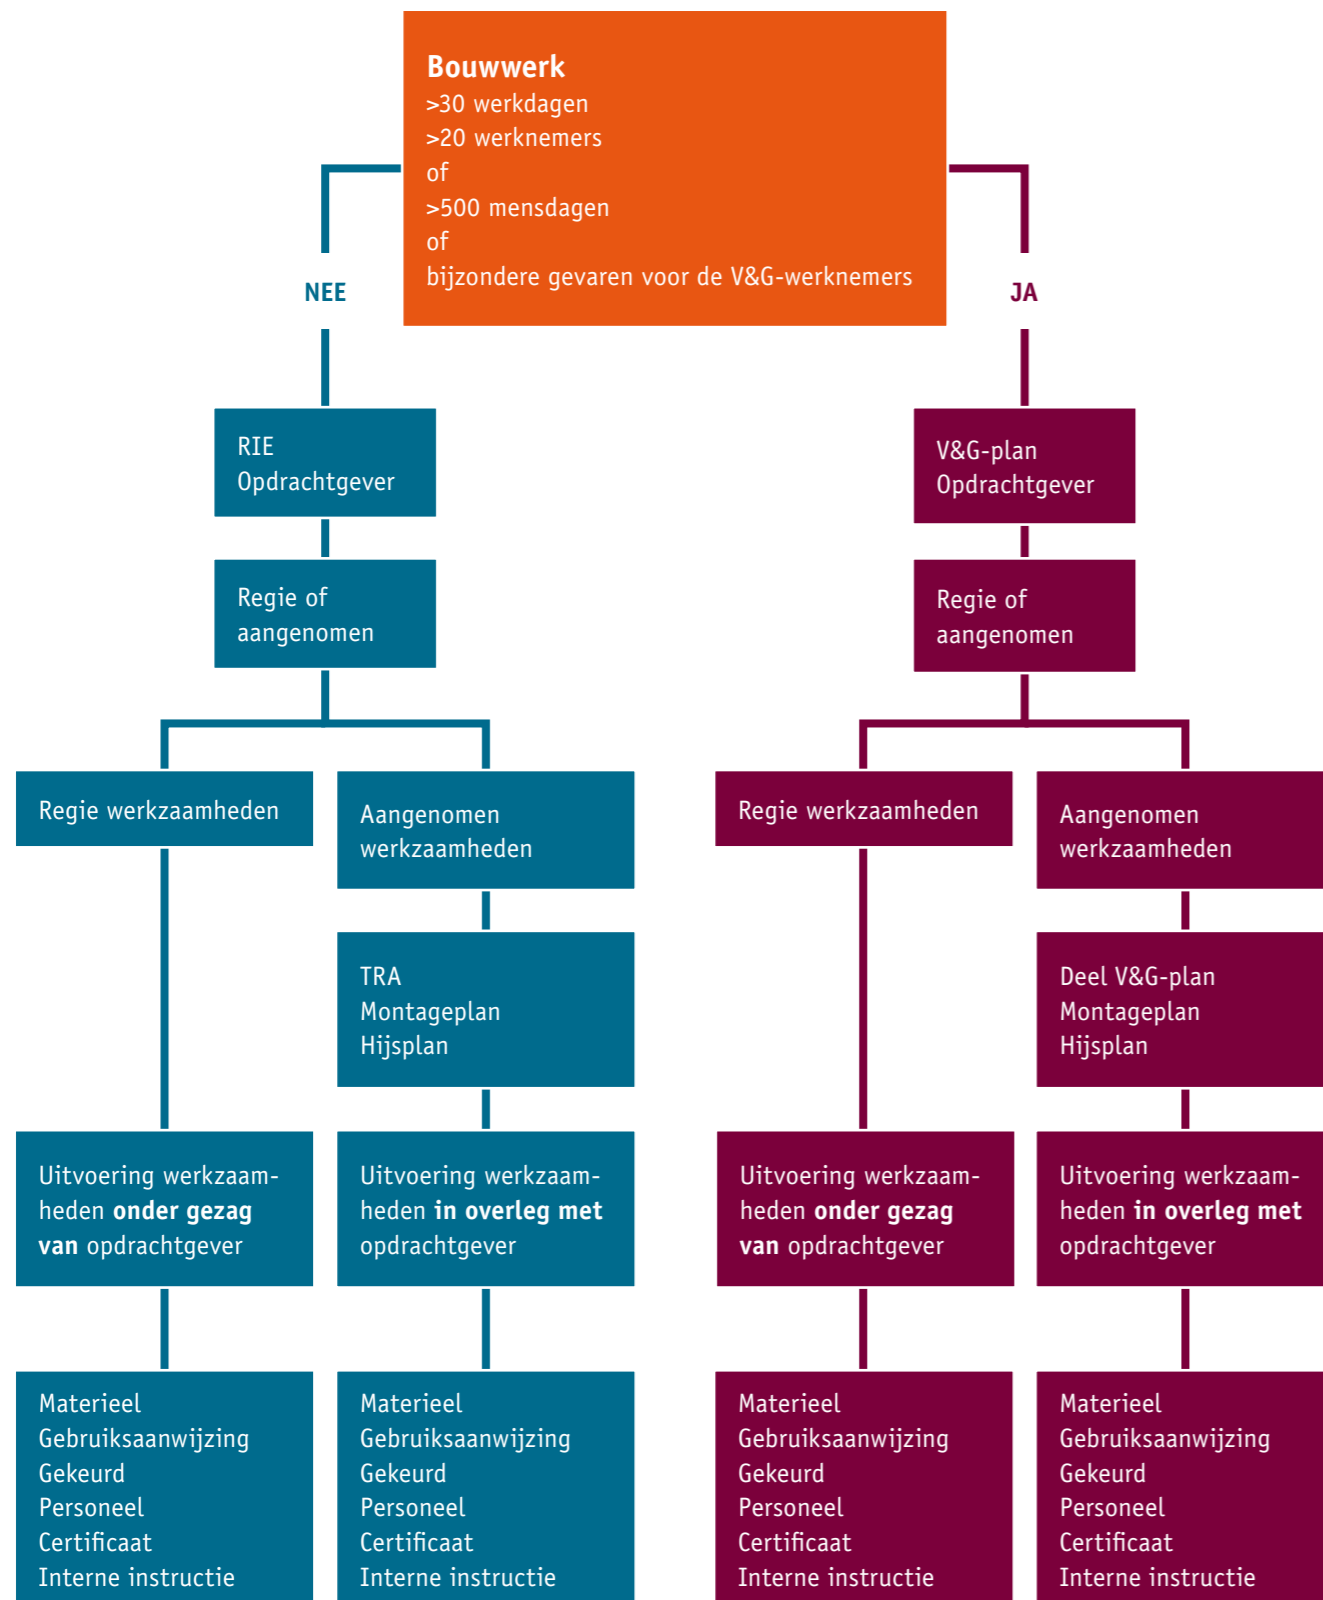 Bouwwerk
>30 werkdagen
>20 werknemers
of
>500 mensdagen
of
bijzondere gevaren voor de V&G-werknemers
NEE
JA
RIE
Opdrachtgever
V&G-plan
Opdrachtgever
Regie of
aangenomen
Regie of
aangenomen
Regie werkzaamheden
Aangenomen
werkzaamheden
Regie werkzaamheden
Aangenomen
werkzaamheden
TRA
Montageplan
Hijsplan
Deel V&G-plan
Montageplan
Hijsplan
Uitvoering werkzaam-
heden onder gezag
van opdrachtgever
Uitvoering werkzaam-
heden in overleg met
opdrachtgever
Uitvoering werkzaam-
heden onder gezag
van opdrachtgever
Uitvoering werkzaam-
heden in overleg met
opdrachtgever
Materieel
Gebruiksaanwijzing
Gekeurd
Personeel
Certificaat
Interne instructie
Materieel
Gebruiksaanwijzing
Gekeurd
Personeel
Certificaat
Interne instructie
Materieel
Gebruiksaanwijzing
Gekeurd
Personeel
Certificaat
Interne instructie
Materieel
Gebruiksaanwijzing
Gekeurd
Personeel
Certificaat
Interne instructie